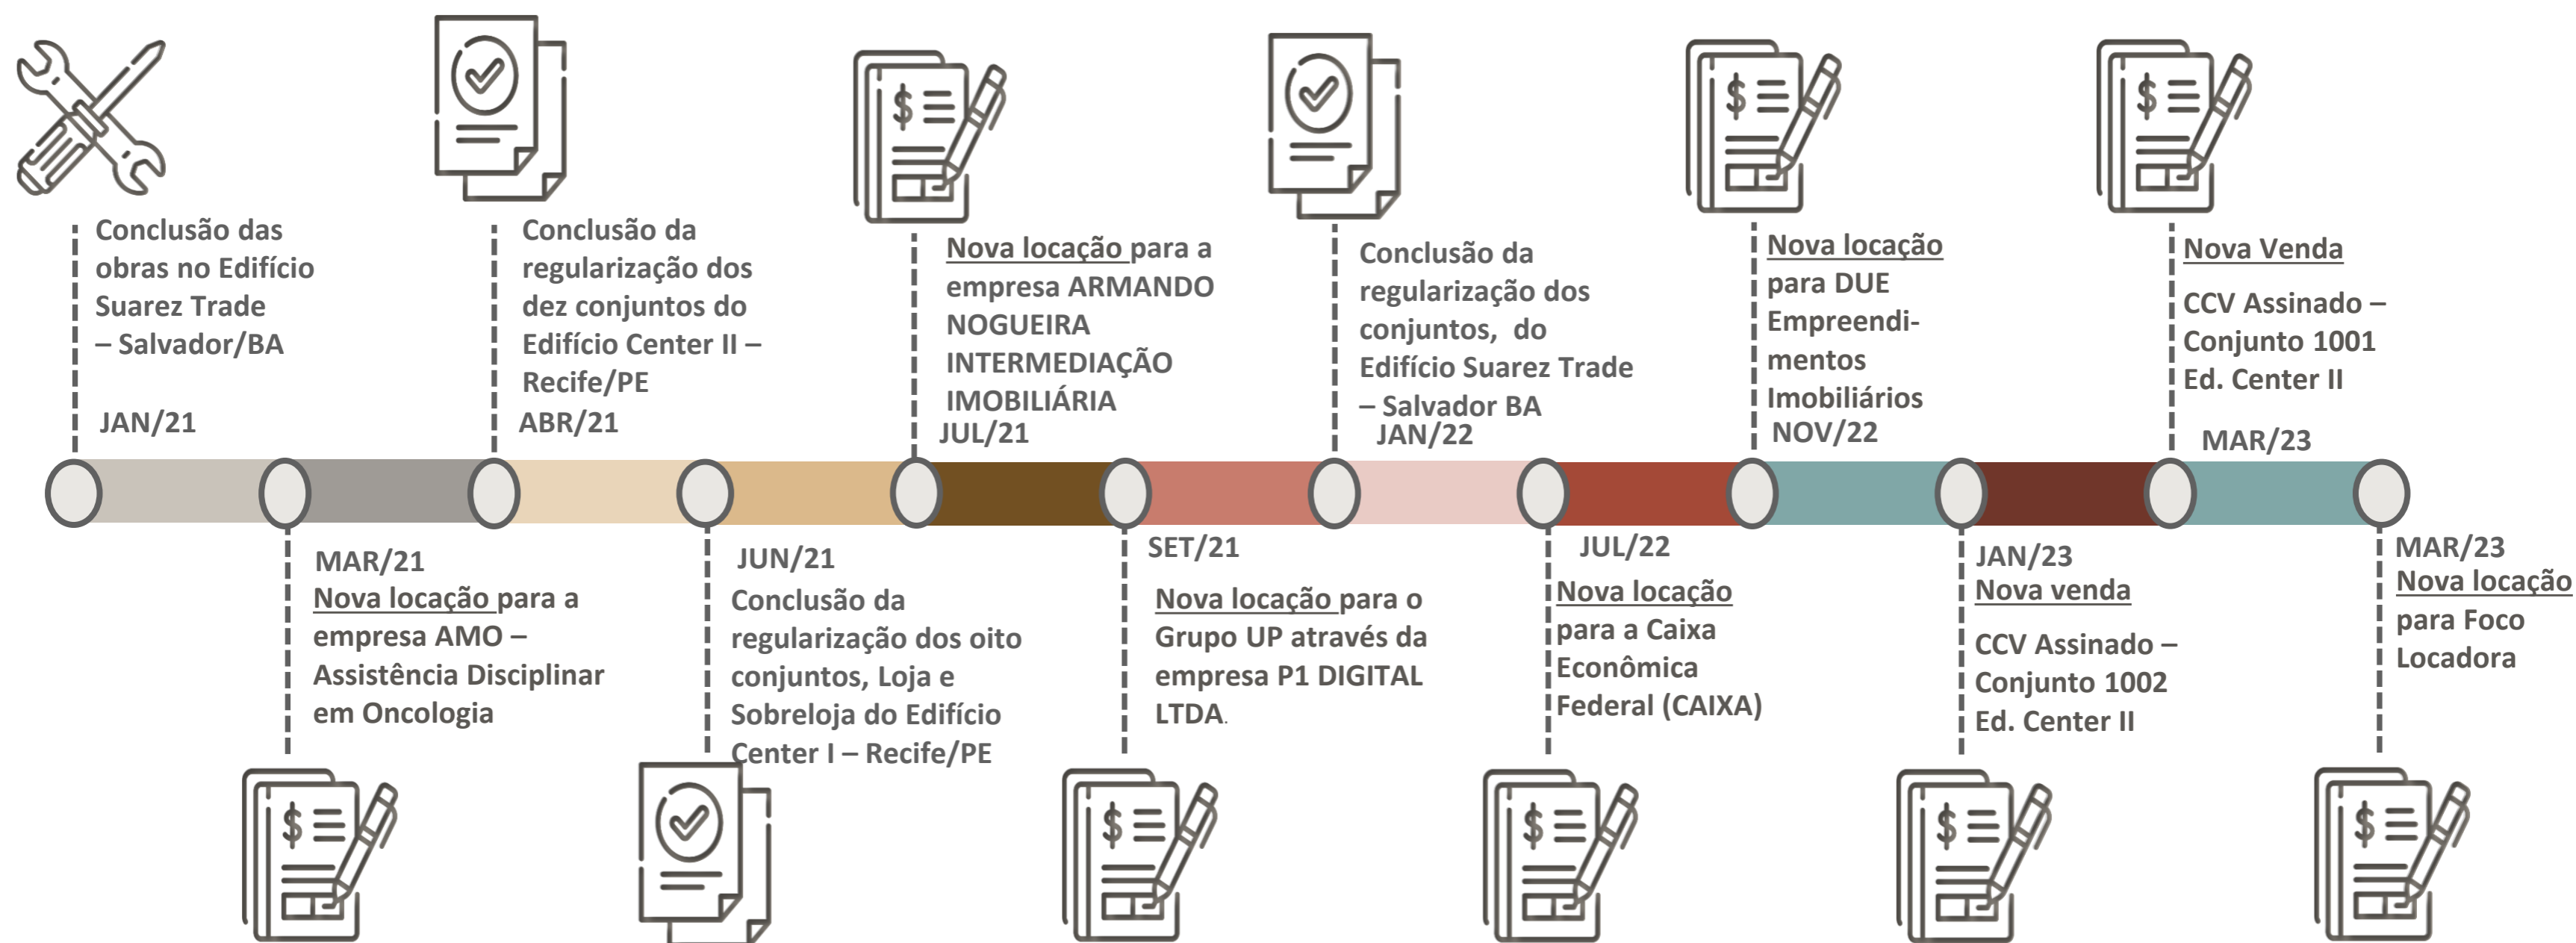 Conclusão das
obras no Edifício
Suarez Trade
– Salvador/BA
JAN/21
MAR/21
Nova locação para a
empresa AMO –
Assistência Disciplinar
em Oncologia
Conclusão da
regularização dos
dez conjuntos do
Edifício Center II –
Recife/PE
ABR/21
JUN/21
Conclusão da
regularização dos oito
conjuntos, Loja e
Sobreloja do Edifício
Center I – Recife/PE
Nova locação para a
empresa ARMANDO
NOGUEIRA
INTERMEDIAÇÃO
IMOBILIÁRIA
JUL/21
SET/21
Nova locação para o
Grupo UP através da
empresa P1 DIGITAL
LTDA.
Conclusão da
regularização dos
conjuntos, do
Edifício Suarez Trade
– Salvador BA
JAN/22
JUL/22
Nova locação
para a Caixa
Econômica
Federal (CAIXA)
Nova locação
para DUE
Empreendi-
mentos
Imobiliários
NOV/22
JAN/23
Nova venda
CCV Assinado –
Conjunto 1002
Ed. Center II
Nova Venda
CCV Assinado –
Conjunto 1001
Ed. Center II
MAR/23
MAR/23
Nova locação
para Foco
Locadora